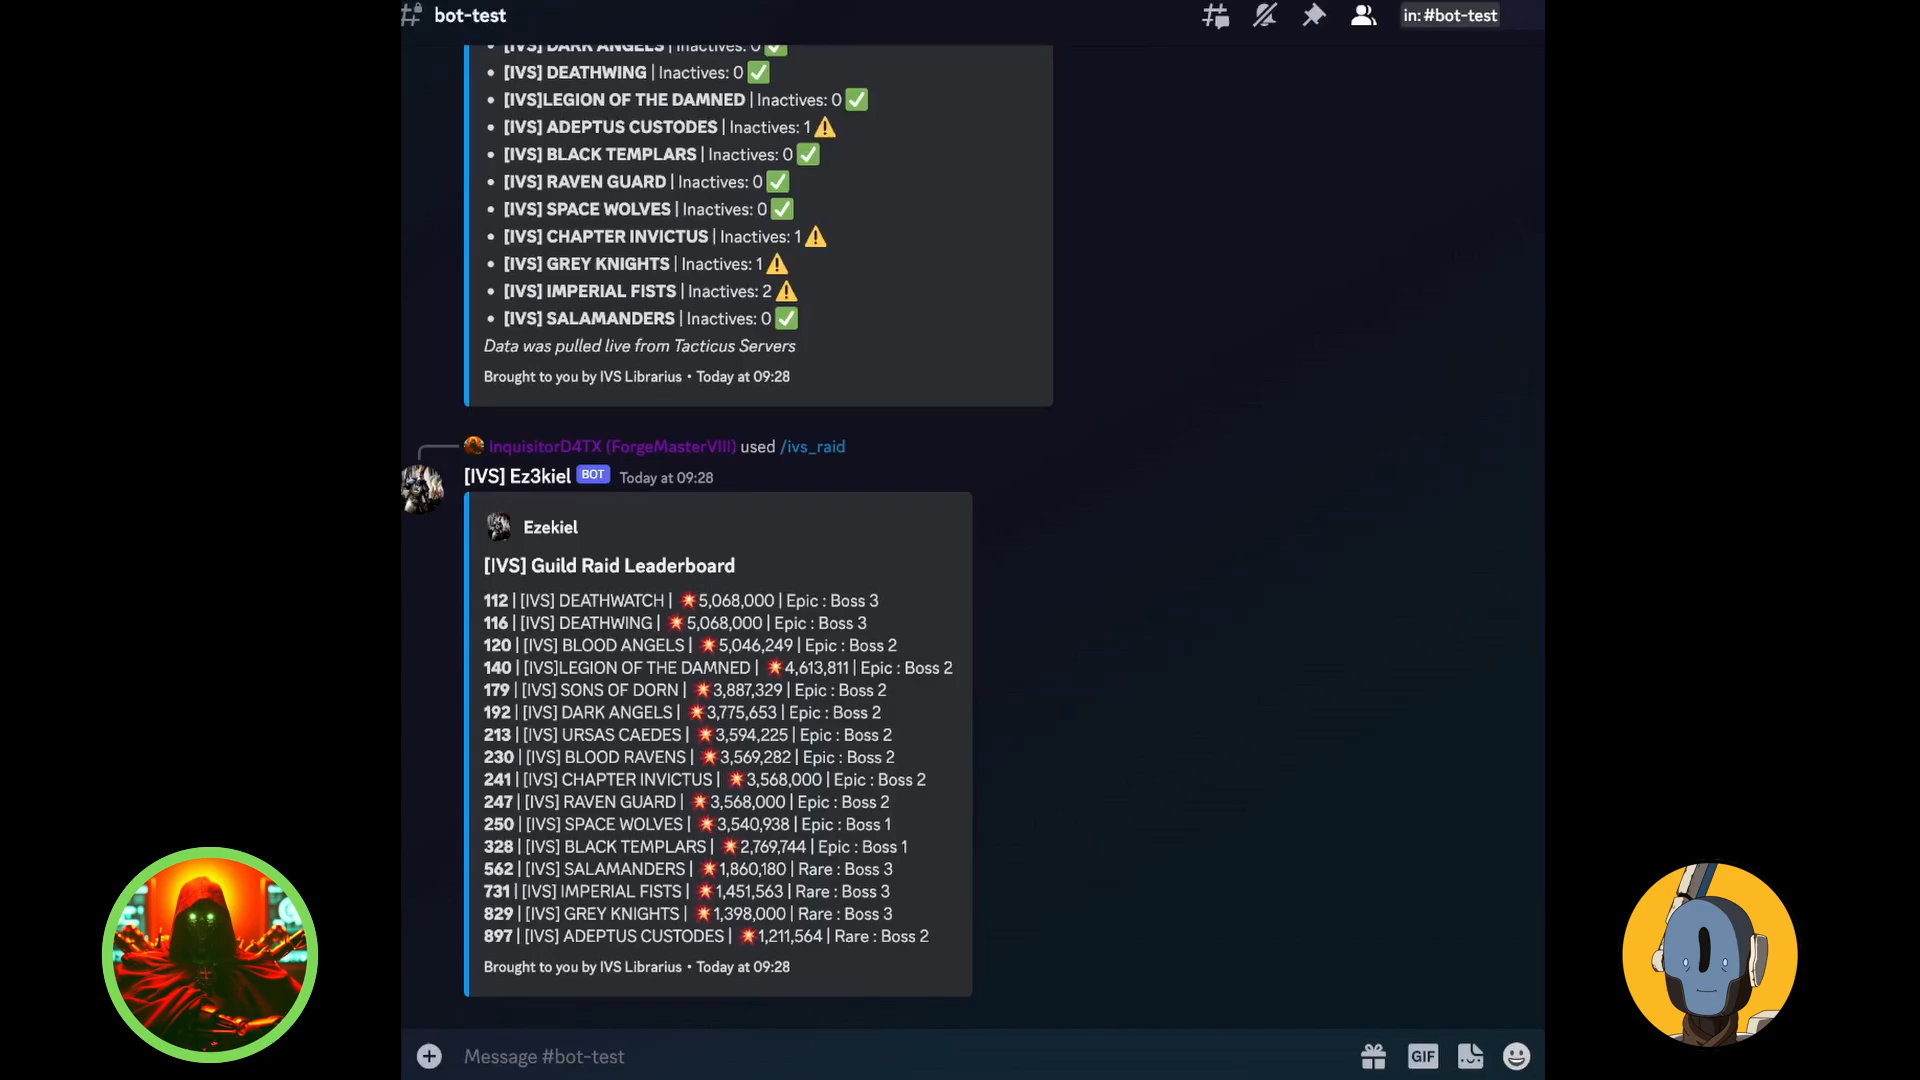 bot-test
in: #bot-test
• [IVS] DARK ANGELS | Inactives: 0 ✅
• [IVS] DEATHWING | Inactives: 0 ✅
• [IVS]LEGION OF THE DAMNED | Inactives: 0 ✅
• [IVS] ADEPTUS CUSTODES | Inactives: 1 ⚠️
• [IVS] BLACK TEMPLARS | Inactives: 0 ✅
• [IVS] RAVEN GUARD | Inactives: 0 ✅
• [IVS] SPACE WOLVES | Inactives: 0 ✅
• [IVS] CHAPTER INVICTUS | Inactives: 1 ⚠️
• [IVS] GREY KNIGHTS | Inactives: 1 ⚠️
• [IVS] IMPERIAL FISTS | Inactives: 2 ⚠️
• [IVS] SALAMANDERS | Inactives: 0 ✅
Data was pulled live from Tacticus Servers
Brought to you by IVS Librarius • Today at 09:28
InquisitorD4TX (ForgeMasterVIII) used /ivs_raid
[IVS] Ez3kiel BOT Today at 09:28
Ezekiel
[IVS] Guild Raid Leaderboard
112 | [IVS] DEATHWATCH | 💥5,068,000 | Epic : Boss 3
116 | [IVS] DEATHWING | 💥5,068,000 | Epic : Boss 3
120 | [IVS] BLOOD ANGELS | 💥5,046,249 | Epic : Boss 2
140 | [IVS]LEGION OF THE DAMNED | 💥4,613,811 | Epic : Boss 2
179 | [IVS] SONS OF DORN | 💥3,887,329 | Epic : Boss 2
192 | [IVS] DARK ANGELS | 💥3,775,653 | Epic : Boss 2
213 | [IVS] URSAS CAEDES | 💥3,594,225 | Epic : Boss 2
230 | [IVS] BLOOD RAVENS | 💥3,569,282 | Epic : Boss 2
241 | [IVS] CHAPTER INVICTUS | 💥3,568,000 | Epic : Boss 2
247 | [IVS] RAVEN GUARD | 💥3,568,000 | Epic : Boss 2
250 | [IVS] SPACE WOLVES | 💥3,540,938 | Epic : Boss 1
328 | [IVS] BLACK TEMPLARS | 💥2,769,744 | Epic : Boss 1
562 | [IVS] SALAMANDERS | 💥1,860,180 | Rare : Boss 3
731 | [IVS] IMPERIAL FISTS | 💥1,451,563 | Rare : Boss 3
829 | [IVS] GREY KNIGHTS | 💥1,398,000 | Rare : Boss 3
897 | [IVS] ADEPTUS CUSTODES | 💥1,211,564 | Rare : Boss 2
Brought to you by IVS Librarius • Today at 09:28
Message #bot-test
GIF